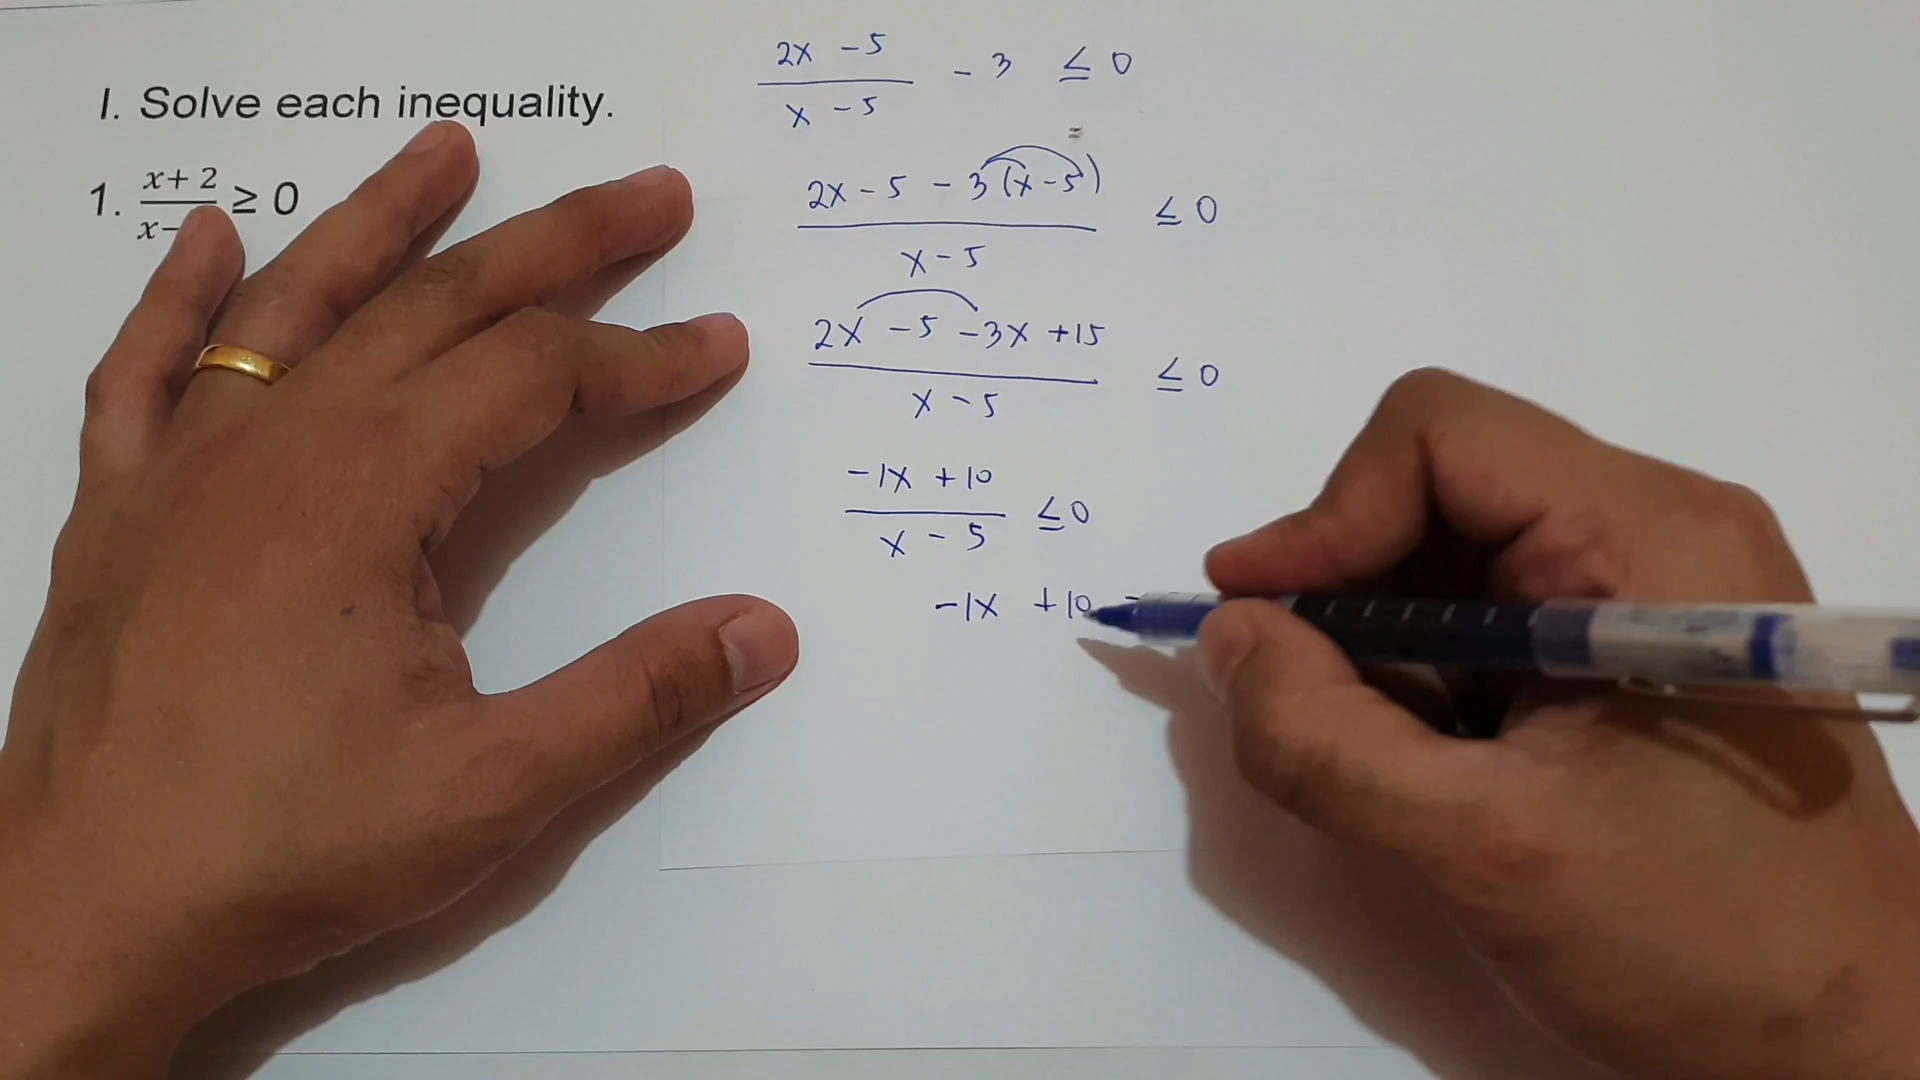 I. Solve each inequality.
1. x+ 2 / x− ≥ 0
2x - 5 / x - 5 - 3 ≤ 0
2x - 5 - 3(x - 5) / x - 5 ≤ 0
2x - 5 - 3x + 15 / x - 5 ≤ 0
-1x + 10 / x - 5 ≤ 0
-1x + 10